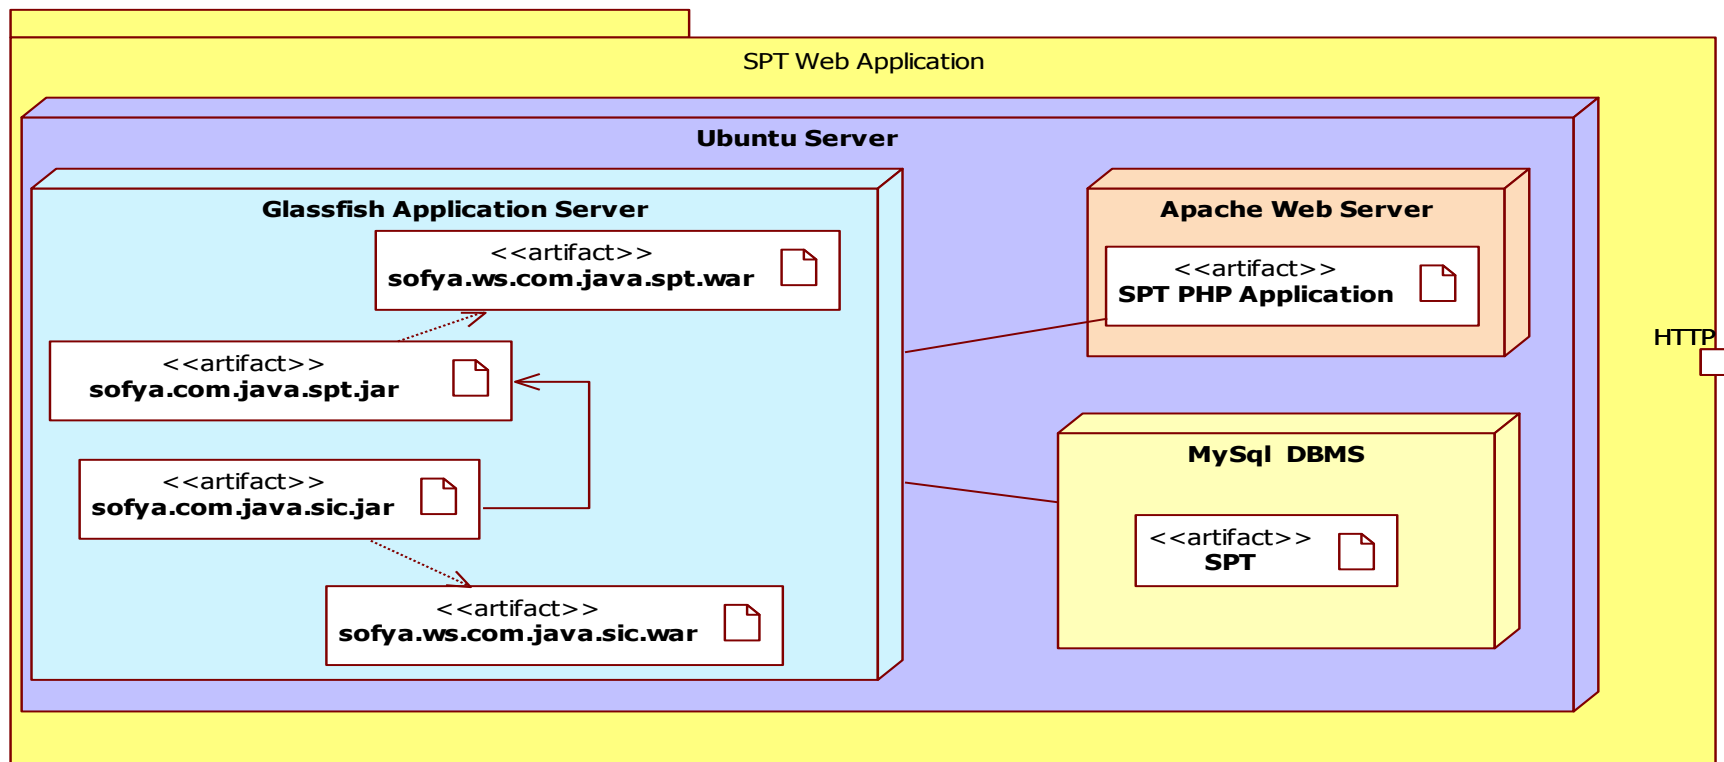 SPT Web Application
Ubuntu Server
Glassfish Application Server
<<artifact>>
sofya.ws.com.java.spt.war
<<artifact>>
sofya.com.java.spt.jar
<<artifact>>
sofya.com.java.sic.jar
<<artifact>>
sofya.ws.com.java.sic.war
Apache Web Server
<<artifact>>
SPT PHP Application
MySql DBMS
<<artifact>>
SPT
HTTP